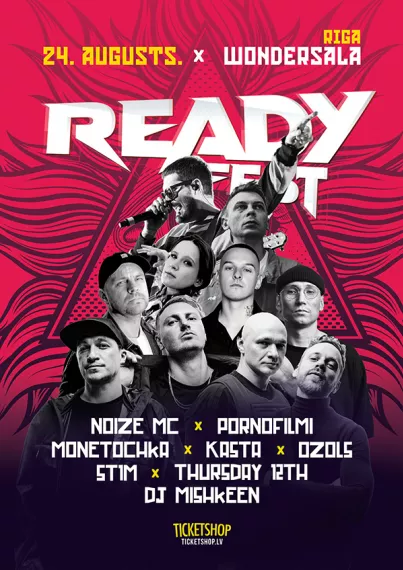 RIGA
24. AUGUSTS. x WONDERSALA
READY
FEST
NOIZE MC x PORNOFILMI
MONETOCHKA x KASTA x OZOLS
ST1M x THURSDAY 12TH
DJ MISHKEEN
TICKETSHOP
TICKETSHOP.LV